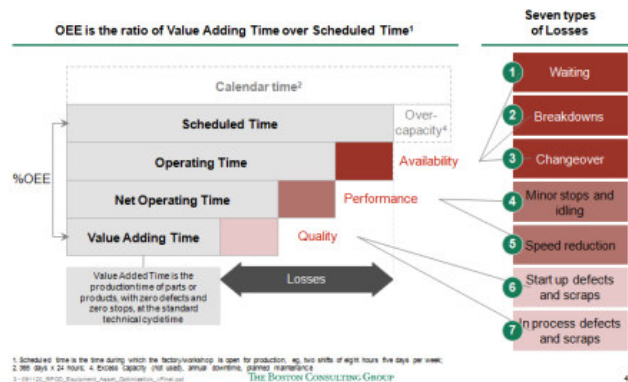 OEE is the ratio of Value Adding Time over Scheduled Time¹
Seven types
of Losses
Calendar time²
Scheduled Time
Over-
capacity⁴
Operating Time
Availability
%OEE
Net Operating Time
Performance
Value Adding Time
Quality
Value Added Time is the
production time of parts or
products, with zero defects and
zero stops, at the standard
technical cycle time
Losses
1 Waiting
2 Breakdowns
3 Changeover
4 Minor stops and
idling
5 Speed reduction
6 Start up defects
and scraps
7 In process defects
and scraps
1. Scheduled time is the time during which the factory/workshop is open for production, eg, two shifts of eight hours five days per week;
2. 365 days x 24 hours; 4. Excess capacity (not used), annual downtime, planned maintenance
THE BOSTON CONSULTING GROUP
4